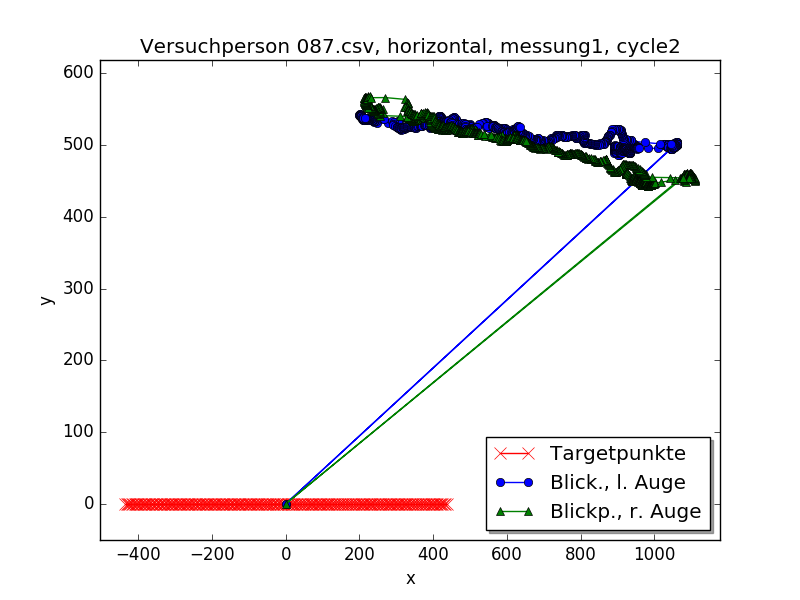 Versuchperson 087.csv, horizontal, messung1, cycle2
600
500
400
300
200
100
0
y
−400 −200 0 200 400 600 800 1000
x
Targetpunkte
Blick., l. Auge
Blickp., r. Auge